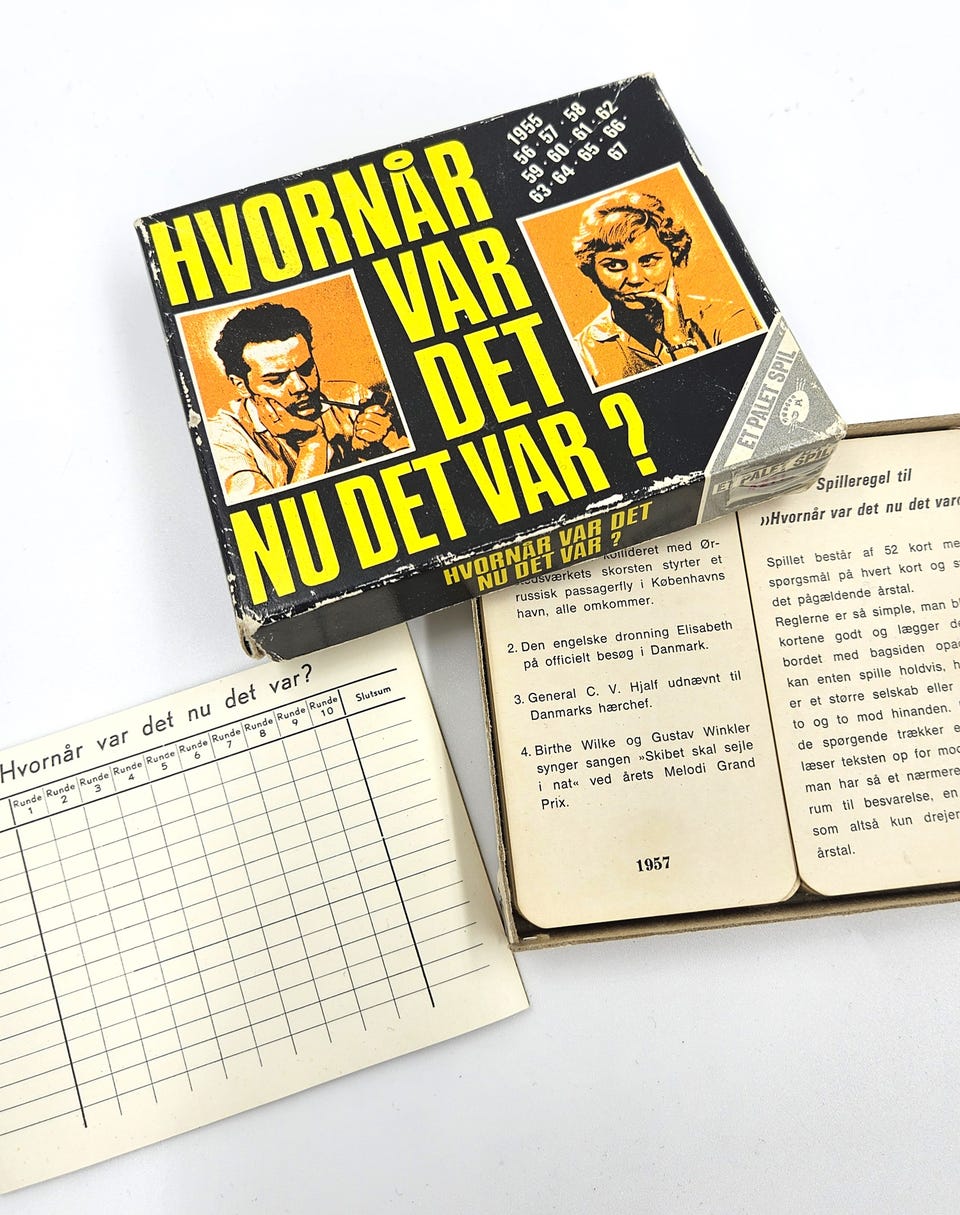 HVORNÅR
VAR
DET
NU DET VAR ?
1955
56 · 57 · 58
59 · 60 · 61 · 62
63 · 64 · 65 · 66 ·
67
ET PALET SPIL
ET PALET SPIL
HVORNÅR VAR DET
NU DET VAR ?
Hvornår var det nu det var?
Runde 1 Runde 2 Runde 3 Runde 4 Runde 5 Runde 6 Runde 7 Runde 8 Runde 9 Runde 10 Slutsum
kollideret med Ør-
skorsten styrter et
russisk passagerfly i Københavns
havn, alle omkommer.
2. Den engelske dronning Elisabeth
på officielt besøg i Danmark.
3. General C. V. Hjalf udnævnt til
Danmarks hærchef.
4. Birthe Wilke og Gustav Winkler
synger sangen »Skibet skal sejle
i nat« ved årets Melodi Grand
Prix.
1957
Spilleregel til
»Hvornår var det nu det var
Spillet består af 52 kort me
spørgsmål på hvert kort og
det pågældende årstal.
Reglerne er så simple, man
kortene godt og lægger
bordet med bagsiden
kan enten spille holdvis,
er et større selskab eller
to og to mod hinanden.
de spørgende trækker
læser teksten op for
man har så et nærmere
rum til besvarelse, en
som altså kun drejer
årstal.